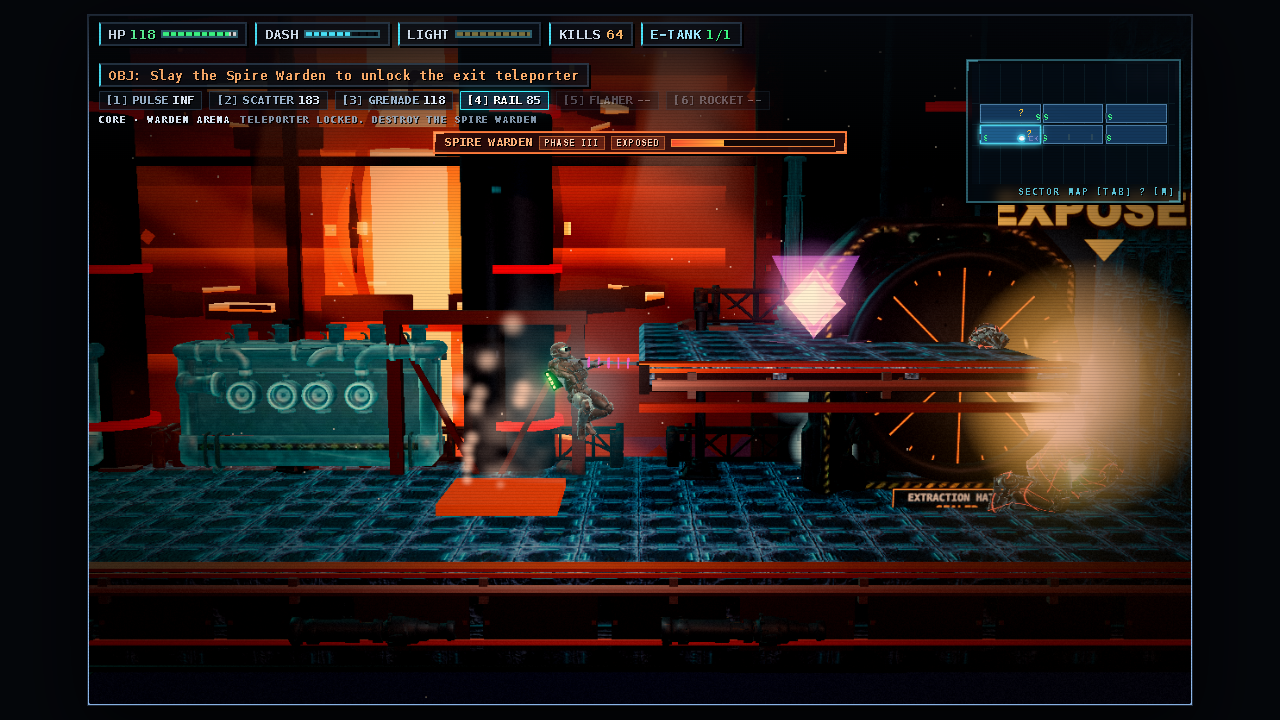 HP 118 DASH LIGHT KILLS 64 E-TANK 1/1
OBJ: Slay the Spire Warden to unlock the exit teleporter
[1] PULSE INF [2] SCATTER 183 [3] GRENADE 118 [4] RAIL 85 [5] FLAMER -- [6] ROCKET --
CORE · WARDEN ARENA TELEPORTER LOCKED. DESTROY THE SPIRE WARDEN
SPIRE WARDEN PHASE III EXPOSED
SECTOR MAP [TAB] ? [M]
EXPOSE
EXTRACTION HAT